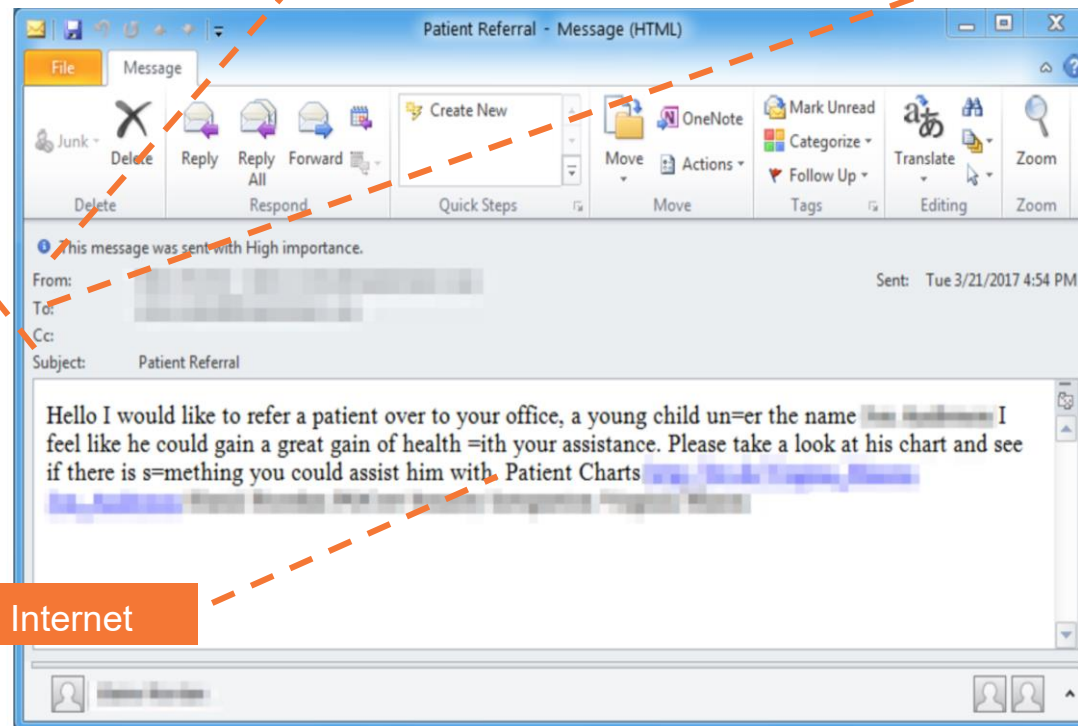 Patient Referral - Message (HTML)
File Message
Junk
Delete
Reply
Reply All
Forward
Create New
Move
OneNote
Actions
Mark Unread
Categorize
Follow Up
Translate
Zoom
Delete Respond Quick Steps Move Tags Editing Zoom
This message was sent with High importance.
From: Sent: Tue 3/21/2017 4:54 PM
To:
Cc:
Subject: Patient Referral
Hello I would like to refer a patient over to your office, a young child un=er the name I
feel like he could gain a great gain of health =ith your assistance. Please take a look at his chart and see
if there is s=mething you could assist him with. Patient Charts
Internet